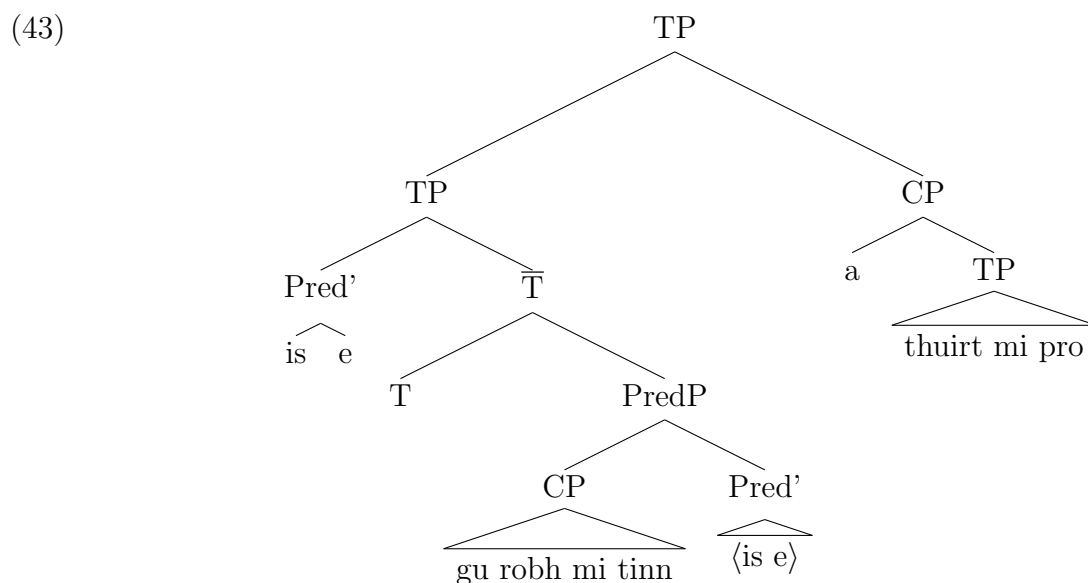 (43) TP
TP CP
Pred’ T̅ a TP
is e T PredP thuirt mi pro
CP Pred’
gu robh mi tinn ⟨is e⟩